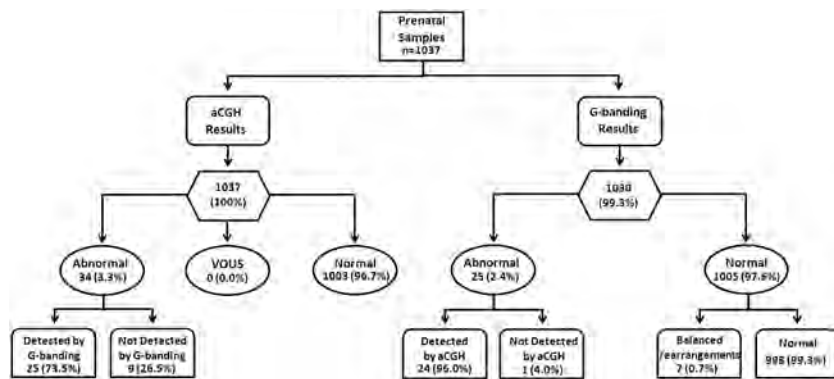 Prenatal
Samples
n=1037
aCGH
Results
G-banding
Results
1037
(100%)
1030
(99.3%)
Abnormal
34 (3.3%)
VOUS
0 (0.0%)
Normal
1003 (96.7%)
Abnormal
25 (2.4%)
Normal
1005 (97.6%)
Detected by
G-banding
25 (73.5%)
Not Detected
by G-banding
9 (26.5%)
Detected
by aCGH
24 (96.0%)
Not Detected
by aCGH
1 (4.0%)
Balanced
rearrangements
7 (0.7%)
Normal
998 (99.3%)